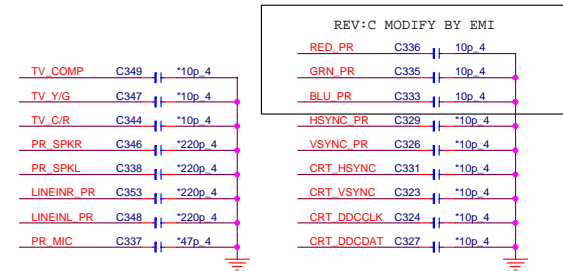 REV:C MODIFY BY EMI
RED_PR C336 10p_4
GRN_PR C335 10p_4
BLU_PR C333 10p_4
HSYNC_PR C329 *10p_4
VSYNC_PR C326 *10p_4
CRT_HSYNC C331 *10p_4
CRT_VSYNC C323 *10p_4
CRT_DDCCLK C324 *10p_4
CRT_DDCDAT C327 *10p_4
TV_COMP C349 *10p_4
TV_Y/G C347 *10p_4
TV_C/R C344 *10p_4
PR_SPKR C346 *220p_4
PR_SPKL C338 *220p_4
LINEINR_PR C353 *220p_4
LINEINL_PR C348 *220p_4
PR_MIC C337 *47p_4